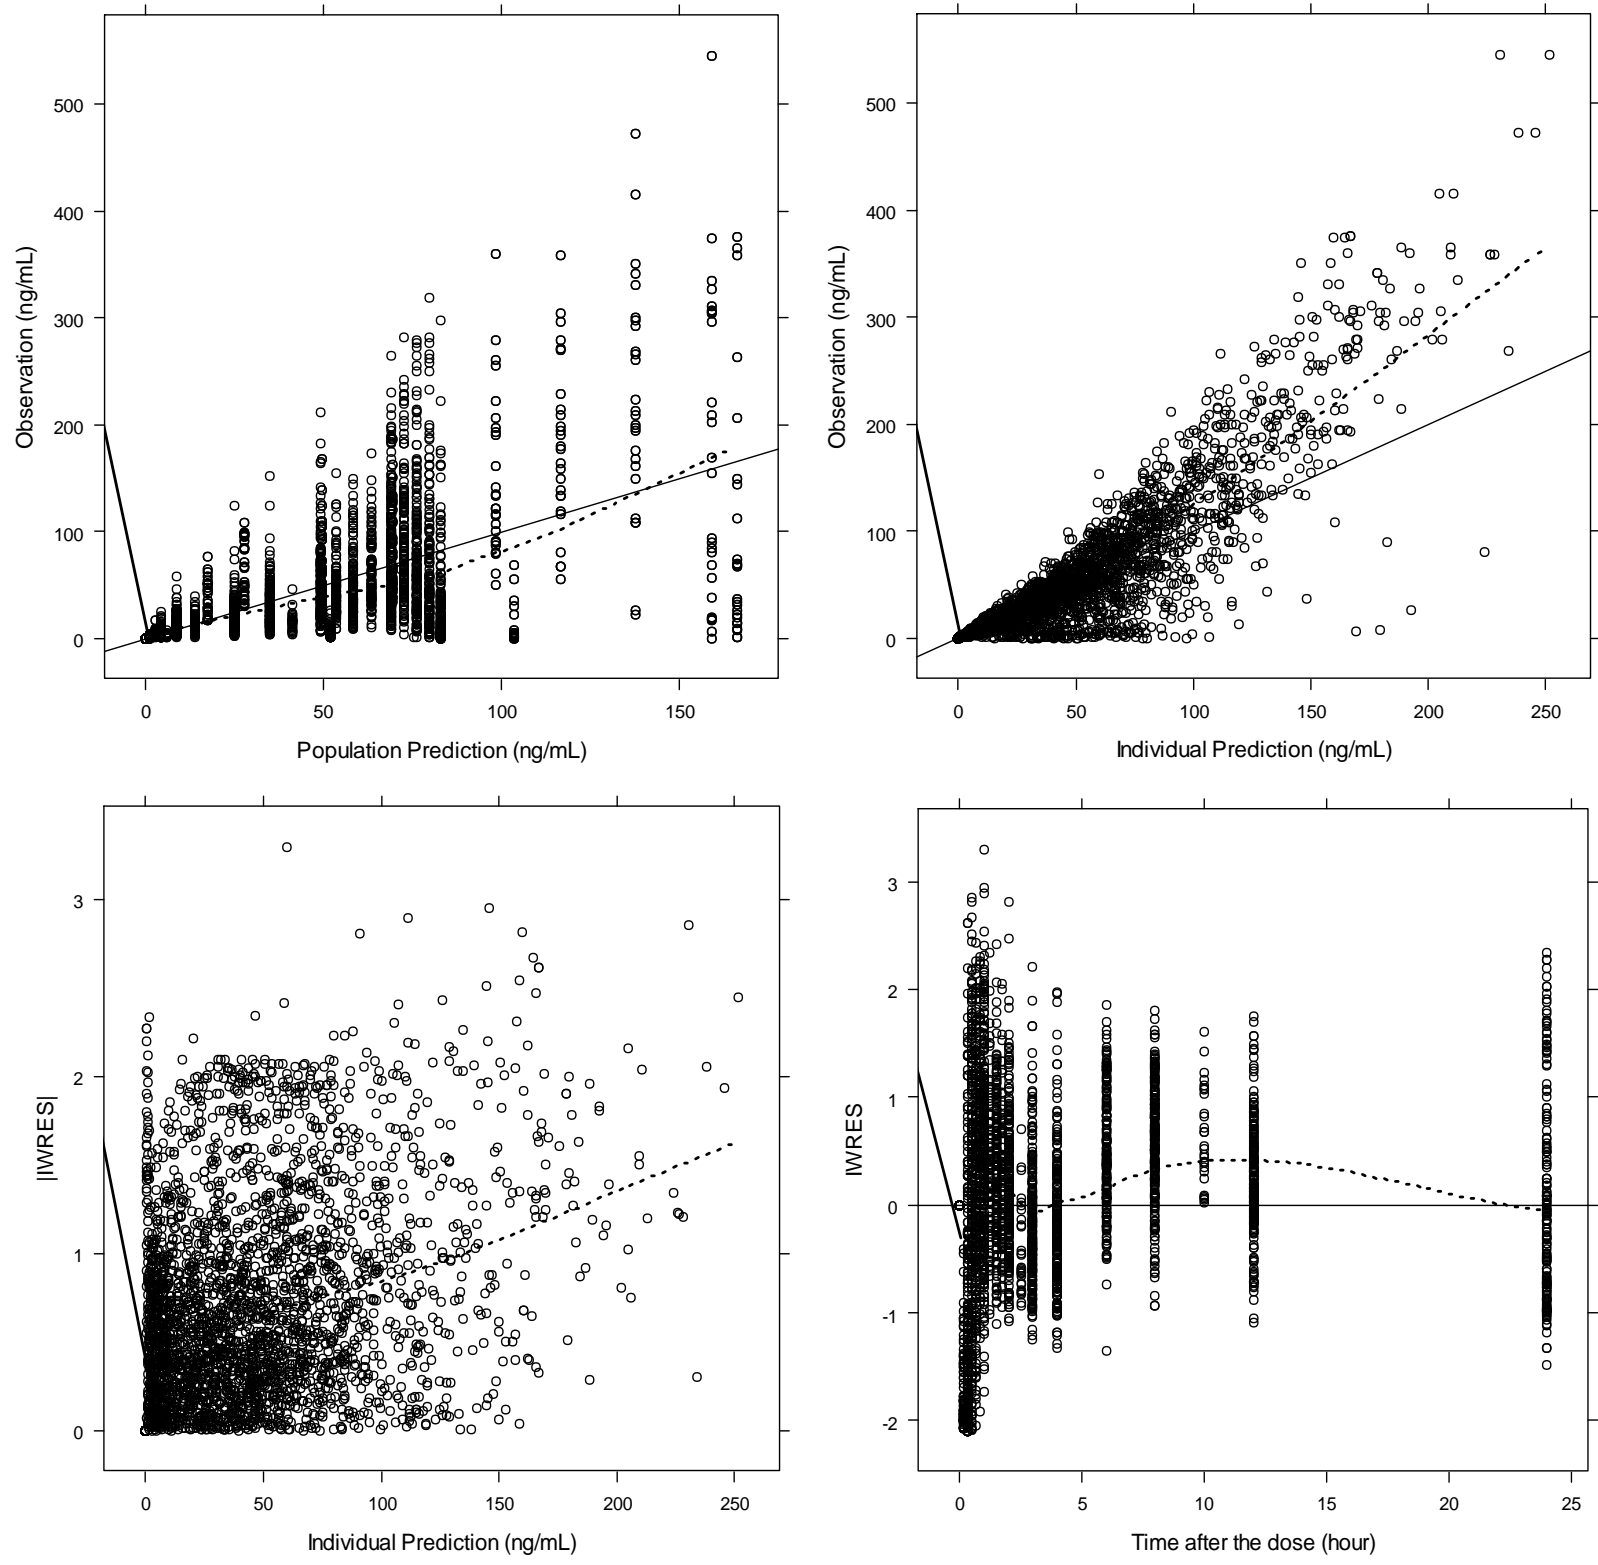 500
400
300
200
100
0
Observation (ng/mL)
0 50 100 150
Population Prediction (ng/mL)
500
400
300
200
100
0
Observation (ng/mL)
0 50 100 150 200 250
Individual Prediction (ng/mL)
3
2
1
0
|IWRES|
0 50 100 150 200 250
Individual Prediction (ng/mL)
3
2
1
0
-1
-2
IWRES
0 5 10 15 20 25
Time after the dose (hour)